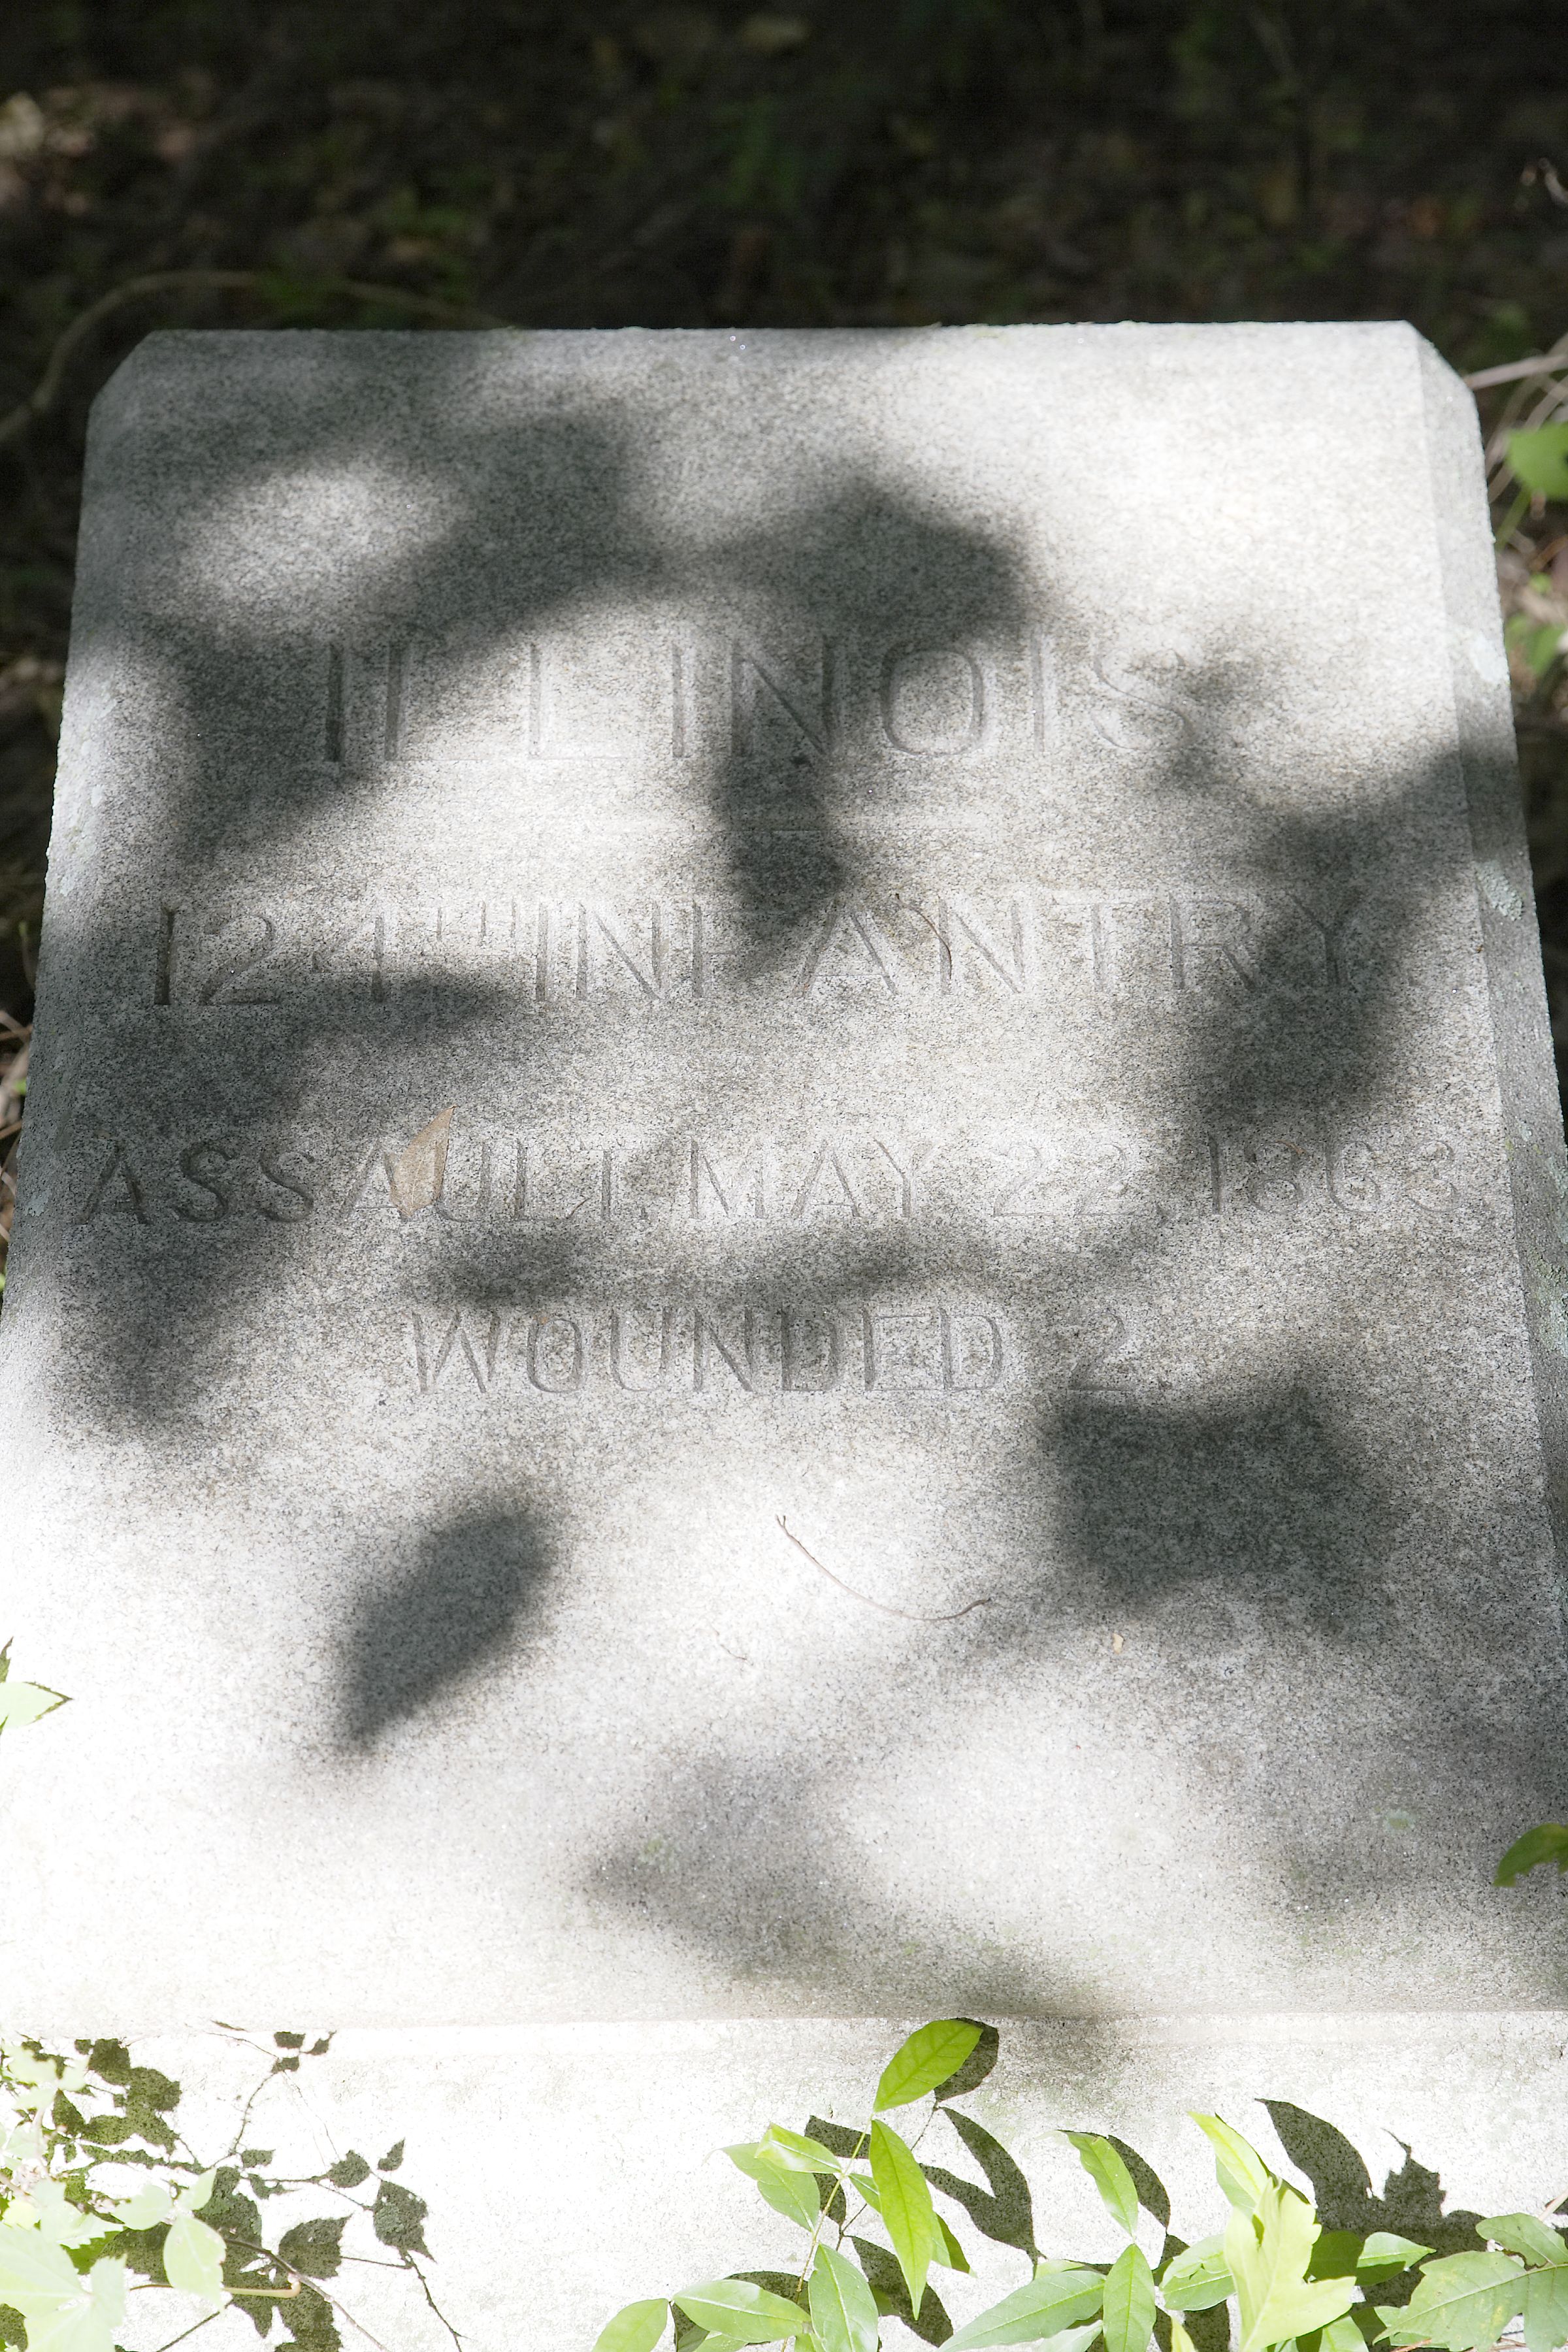 ILLINOIS
124TH INFANTRY
ASSAULT, MAY 22, 1863
WOUNDED 2